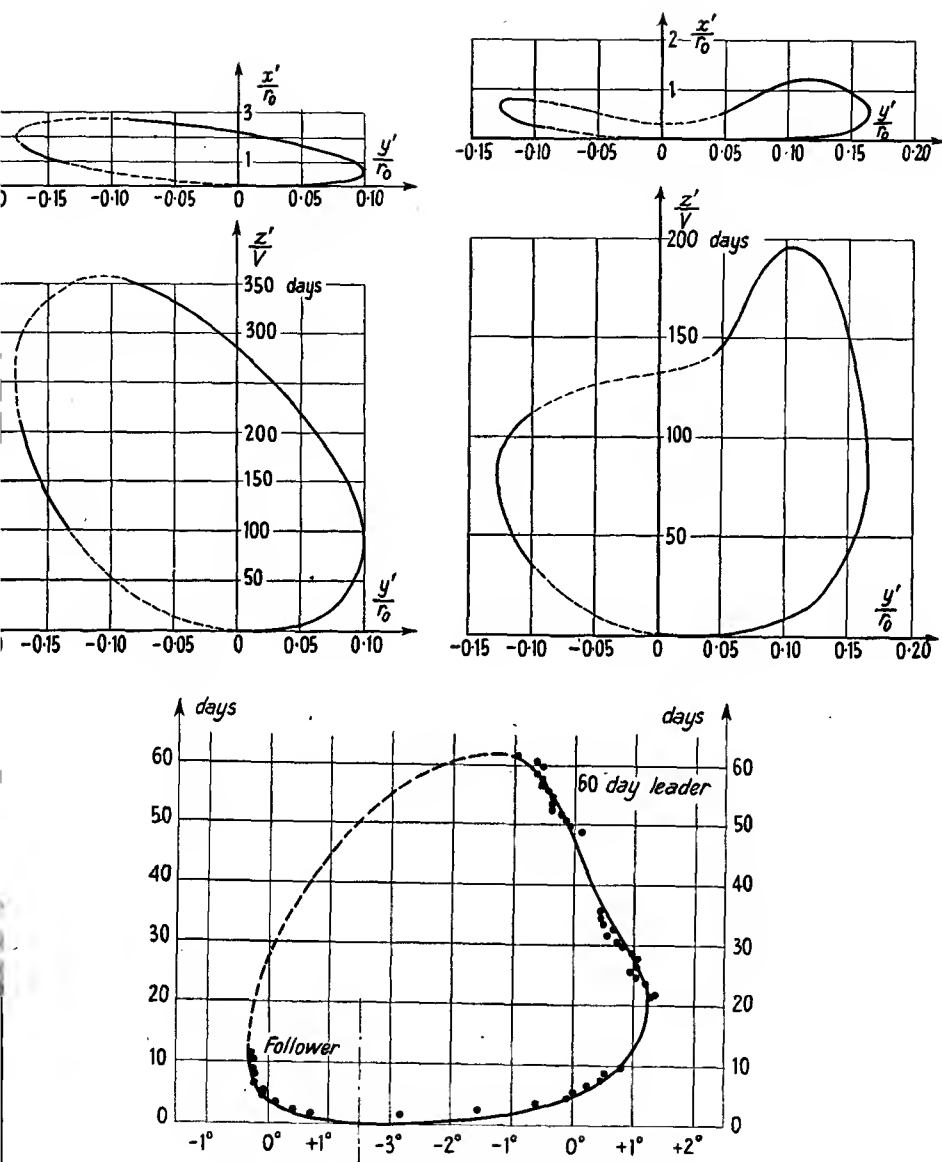 x'/r₀
3
y'/r₀
1
-0·15 -0·10 -0·05 0 0·05 0·10
2 x'/r₀
1
y'/r₀
-0·15 -0·10 -0·05 0 0·05 0·10 0·15 0·20
z'/V
350 days
300
200
150
100
50
y'/r₀
-0·15 -0·10 -0·05 0 0·05 0·10
z'/V
200 days
150
100
50
y'/r₀
-0·15 -0·10 -0·05 0 0·05 0·10 0·15 0·20
days days
60 60
60 day leader
50 50
40 40
30 30
20 20
Follower
10 10
0 0
-1° 0° +1° -3° -2° -1° 0° +1° +2°